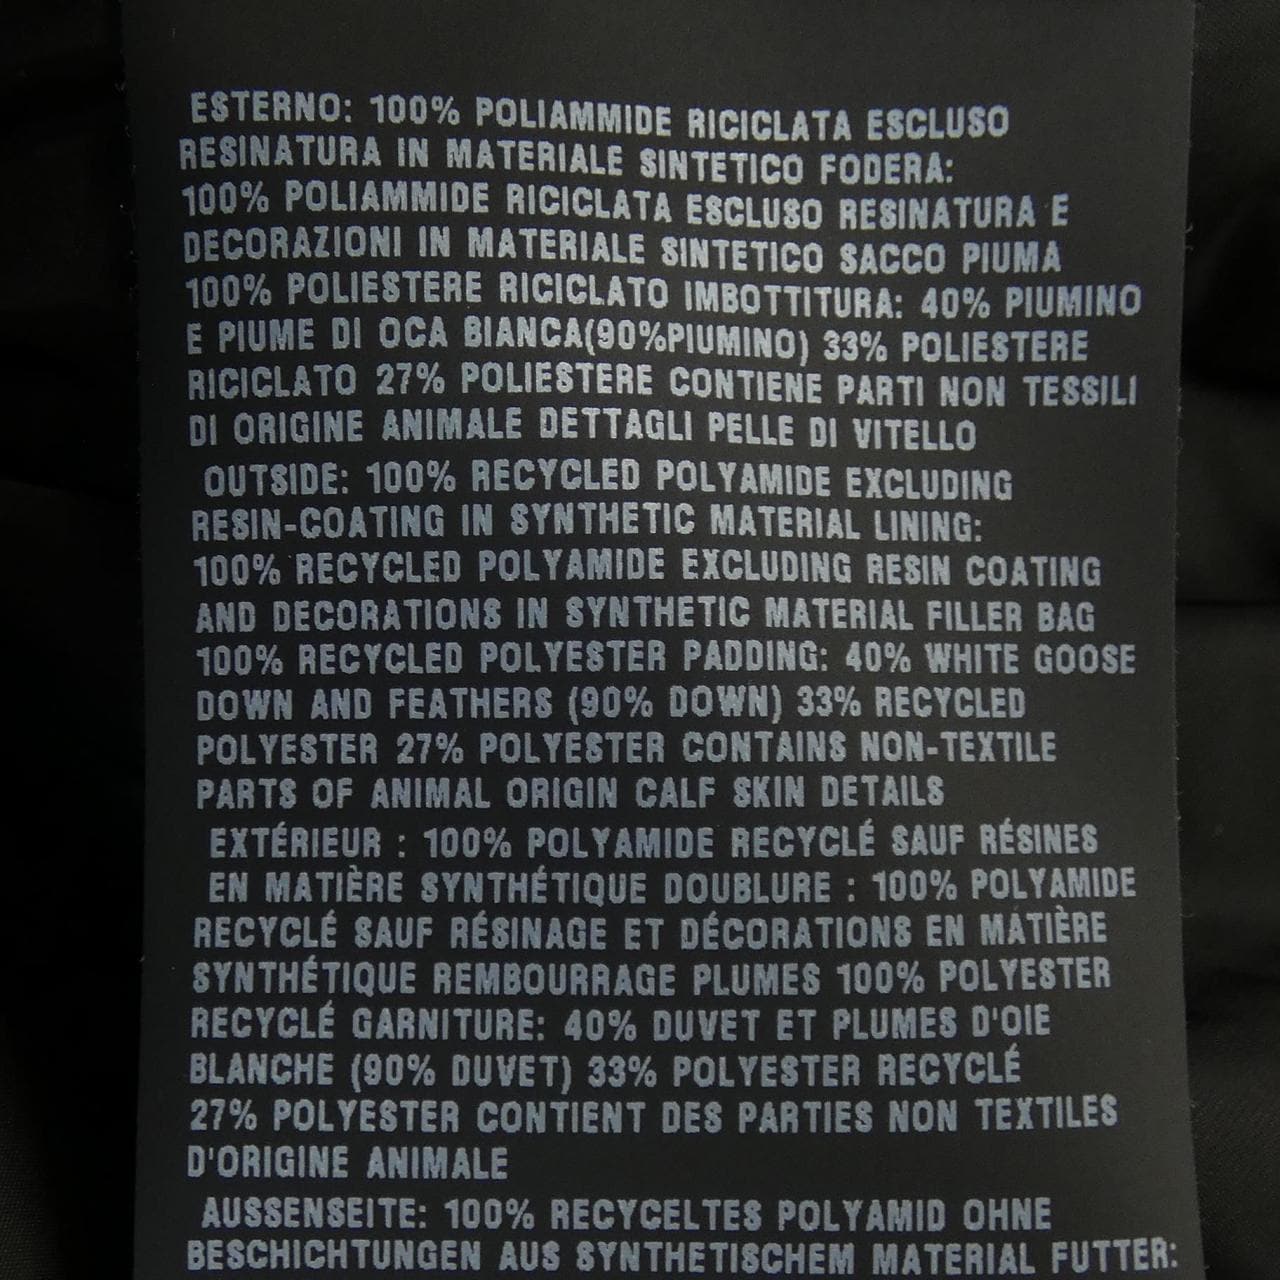 ESTERNO: 100% POLIAMMIDE RICICLATA ESCLUSO
RESINATURA IN MATERIALE SINTETICO FODERA:
100% POLIAMMIDE RICICLATA ESCLUSO RESINATURA E
DECORAZIONI IN MATERIALE SINTETICO SACCO PIUMA
100% POLIESTERE RICICLATO IMBOTTITURA: 40% PIUMINO
E PIUME DI OCA BIANCA(90%PIUMINO) 33% POLIESTERE
RICICLATO 27% POLIESTERE CONTIENE PARTI NON TESSILI
DI ORIGINE ANIMALE DETTAGLI PELLE DI VITELLO
OUTSIDE: 100% RECYCLED POLYAMIDE EXCLUDING
RESIN-COATING IN SYNTHETIC MATERIAL LINING:
100% RECYCLED POLYAMIDE EXCLUDING RESIN COATING
AND DECORATIONS IN SYNTHETIC MATERIAL FILLER BAG
100% RECYCLED POLYESTER PADDING: 40% WHITE GOOSE
DOWN AND FEATHERS (90% DOWN) 33% RECYCLED
POLYESTER 27% POLYESTER CONTAINS NON-TEXTILE
PARTS OF ANIMAL ORIGIN CALF SKIN DETAILS
EXTÉRIEUR : 100% POLYAMIDE RECYCLÉ SAUF RÉSINES
EN MATIÈRE SYNTHÉTIQUE DOUBLURE : 100% POLYAMIDE
RECYCLÉ SAUF RÉSINAGE ET DÉCORATIONS EN MATIÈRE
SYNTHÉTIQUE REMBOURRAGE PLUMES 100% POLYESTER
RECYCLÉ GARNITURE: 40% DUVET ET PLUMES D'OIE
BLANCHE (90% DUVET) 33% POLYESTER RECYCLÉ
27% POLYESTER CONTIENT DES PARTIES NON TEXTILES
D'ORIGINE ANIMALE
AUSSENSEITE: 100% RECYCELTES POLYAMID OHNE
BESCHICHTUNGEN AUS SYNTHETISCHEM MATERIAL FUTTER: